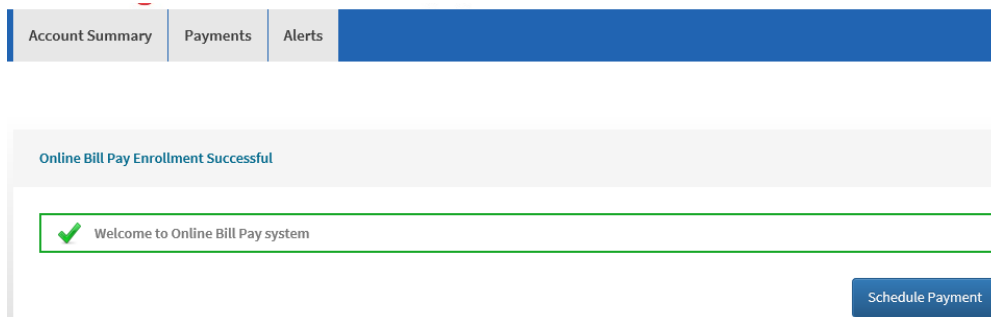 Account Summary Payments Alerts
Online Bill Pay Enrollment Successful
Welcome to Online Bill Pay system
Schedule Payment